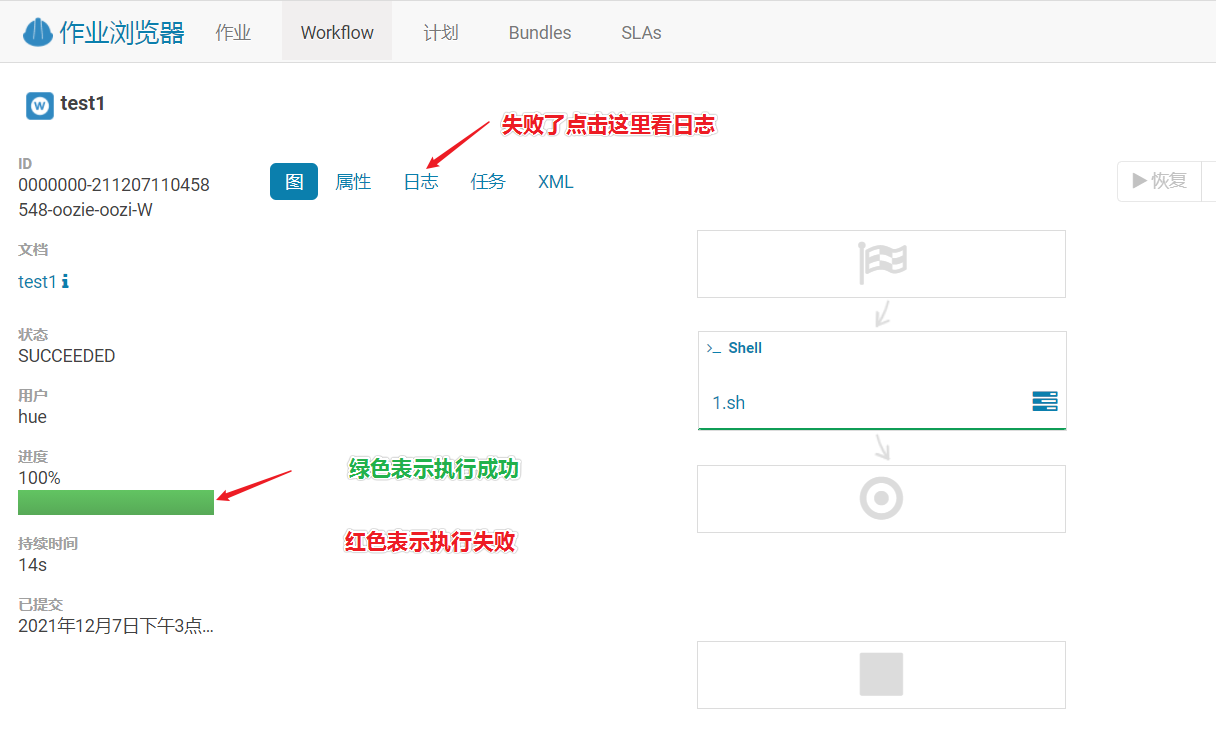 作业浏览器 作业 Workflow 计划 Bundles SLAs
W test1
失败了点击这里看日志
ID
0000000-211207110458
548-oozie-oozi-W
图 属性 日志 任务 XML
恢复
文档
test1
状态
SUCCEEDED
用户
hue
进度
100%
绿色表示执行成功
红色表示执行失败
持续时间
14s
已提交
2021年12月7日下午3点...
>_ Shell
1.sh